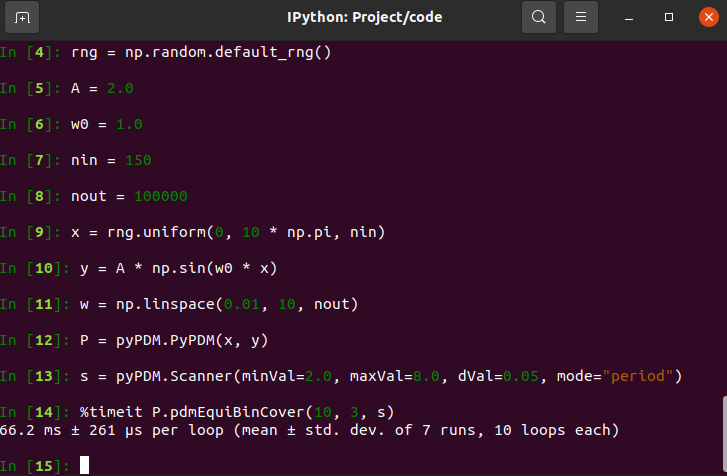 IPython: Project/code
In [4]: rng = np.random.default_rng()
In [5]: A = 2.0
In [6]: w0 = 1.0
In [7]: nin = 150
In [8]: nout = 100000
In [9]: x = rng.uniform(0, 10 * np.pi, nin)
In [10]: y = A * np.sin(w0 * x)
In [11]: w = np.linspace(0.01, 10, nout)
In [12]: P = pyPDM.PyPDM(x, y)
In [13]: s = pyPDM.Scanner(minVal=2.0, maxVal=8.0, dVal=0.05, mode="period")
In [14]: %timeit P.pdmEquiBinCover(10, 3, s)
66.2 ms ± 261 µs per loop (mean ± std. dev. of 7 runs, 10 loops each)
In [15]: